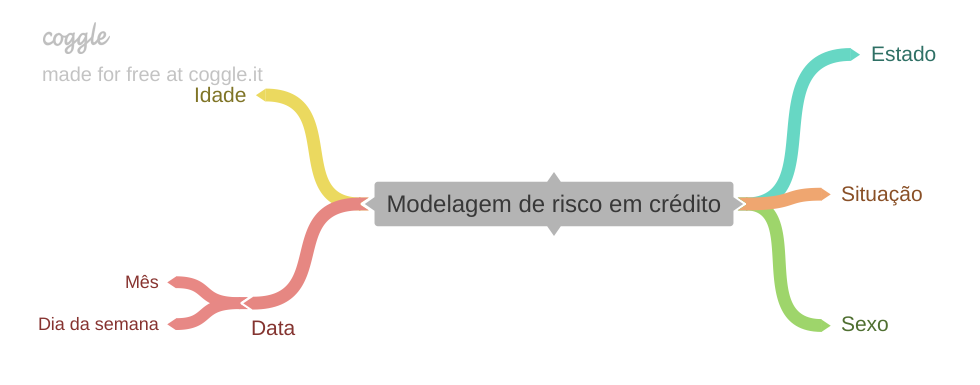 coggle
made for free at coggle.it
Idade
Estado
Situação
Modelagem de risco em crédito
Mês
Dia da semana
Data
Sexo